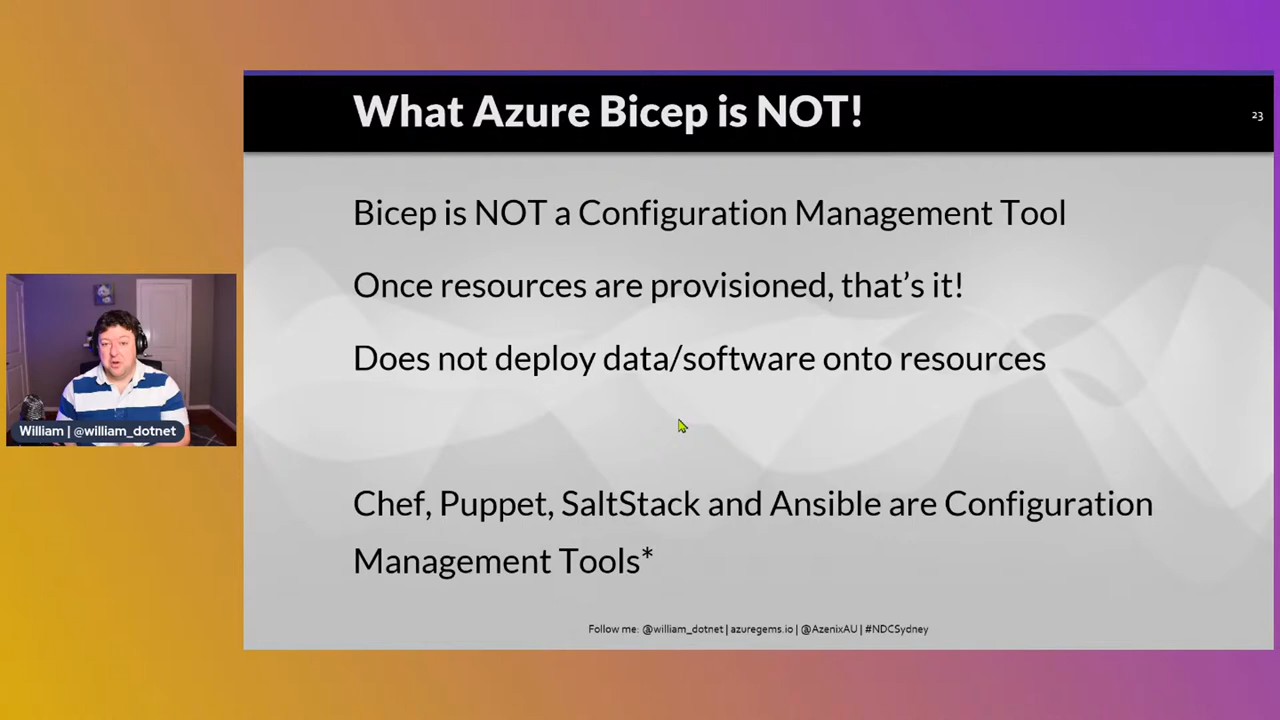 What Azure Bicep is NOT!
23
Bicep is NOT a Configuration Management Tool
Once resources are provisioned, that’s it!
Does not deploy data/software onto resources
William | @william_dotnet
Chef, Puppet, SaltStack and Ansible are Configuration
Management Tools*
Follow me: @william_dotnet | azuregems.io | @AzenixAU | #NDCSydney